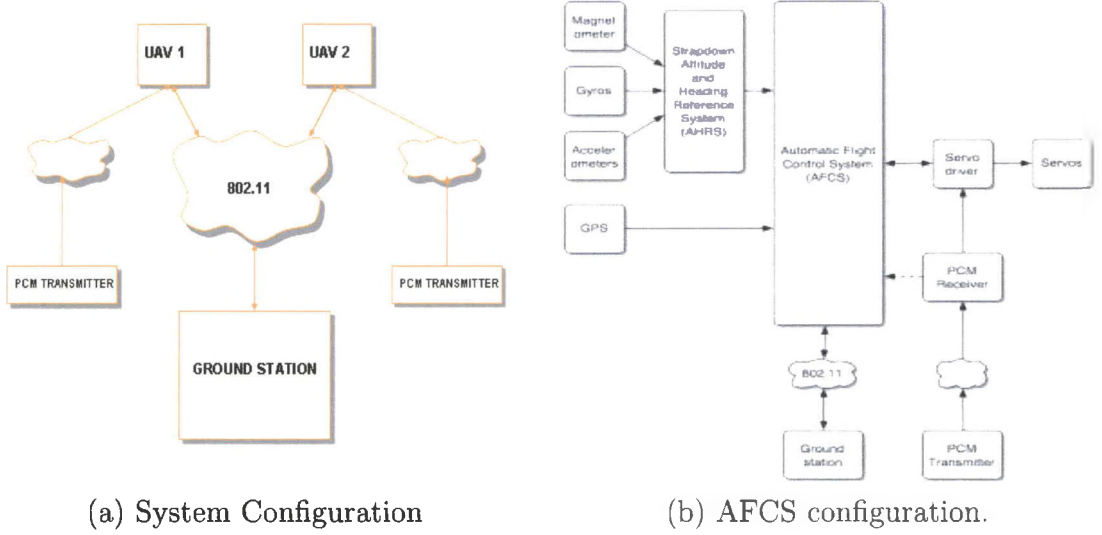 UAV 1
UAV 2
802.11
PCM TRANSMITTER
PCM TRANSMITTER
GROUND STATION
(a) System Configuration
Magnet
ometer
Gyros
Acceler
ometers
GPS
Strapdown
Attitude
and
Heading
Reference
System
(AHRS)
Automatic Flight
Control System
(AFCS)
Servo
driver
Servos
PCM
Receiver
802.11
Ground
station
PCM
Transmitter
(b) AFCS configuration.